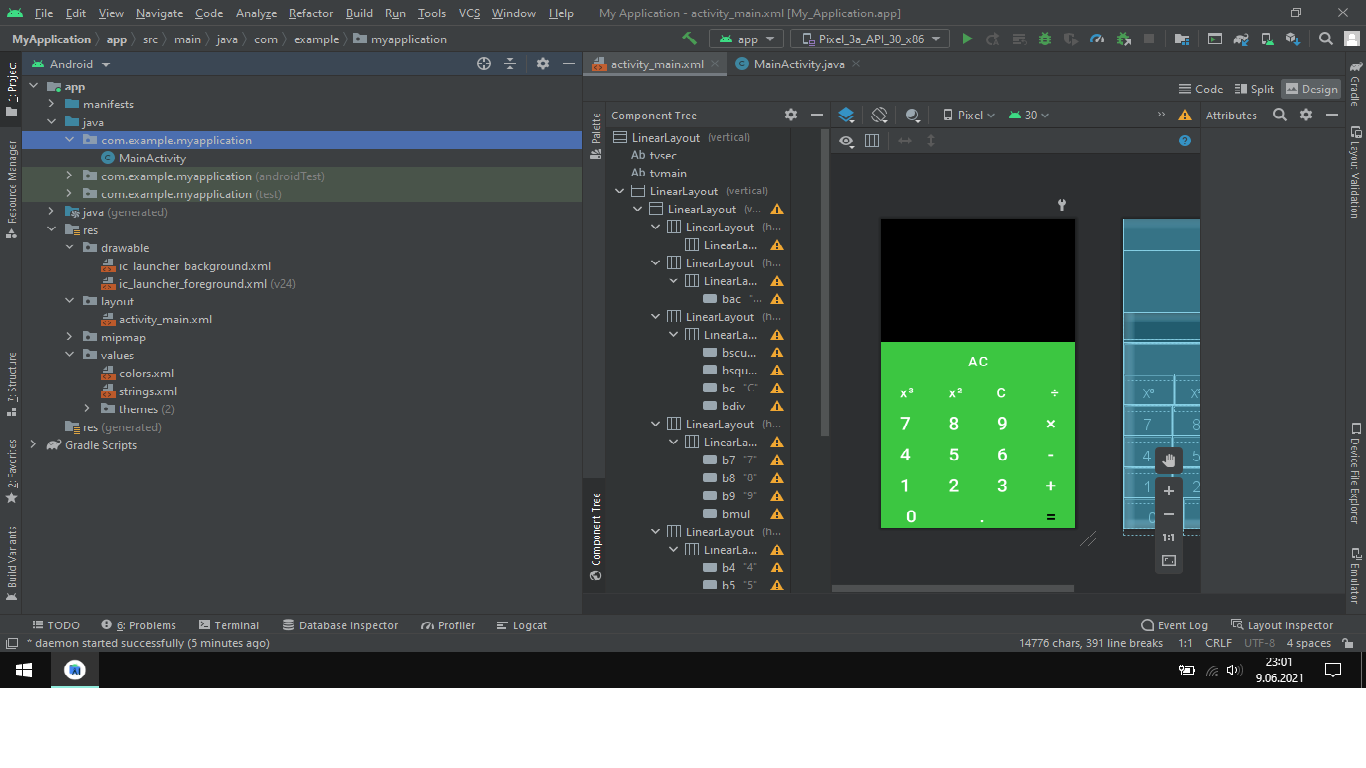 File Edit View Navigate Code Analyze Refactor Build Run Tools VCS Window Help My Application - activity_main.xml [My_Application.app]
MyApplication app src main java com example myapplication app Pixel_3a_API_30_x86
Android activity_main.xml MainActivity.java
1: Project
Resource Manager
Z: Structure
2: Favorites
Build Variants
app
manifests
java
com.example.myapplication
MainActivity
com.example.myapplication (androidTest)
com.example.myapplication (test)
java (generated)
res
drawable
ic_launcher_background.xml
ic_launcher_foreground.xml (v24)
layout
activity_main.xml
mipmap
values
colors.xml
strings.xml
themes (2)
res (generated)
Gradle Scripts
Code Split Design
Palette
Component Tree
Component Tree
LinearLayout (vertical)
Ab tvsec
Ab tvmain
LinearLayout (vertical)
LinearLayout (v...
LinearLayout (h...
LinearLa...
LinearLayout (h...
LinearLa...
bac "...
LinearLayout (h...
LinearLa...
bscu...
bsqu...
bc "C"
bdiv
LinearLayout (h...
LinearLa...
b7 "7"
b8 "8"
b9 "9"
bmul
LinearLayout (h...
LinearLa...
b4 "4"
b5 "5"
Pixel 30 »
Attributes
AC
x³ x² C ÷
7 8 9 ×
4 5 6 -
1 2 3 +
0 . =
7 8
4 5
1 2
1:1
Gradle
Layout Validation
Device File Explorer
Emulator
TODO 6: Problems Terminal Database Inspector Profiler Logcat Event Log Layout Inspector
* daemon started successfully (5 minutes ago) 14776 chars, 391 line breaks 1:1 CRLF UTF-8 4 spaces
23:01
9.06.2021